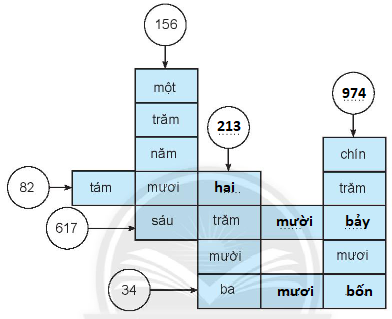 156
một
trăm
213
974
năm
chín
82
tám
mươi
hai..
trăm
617
sáu
trăm
mười
bảy
mười
mươi
34
ba
mươi
bốn